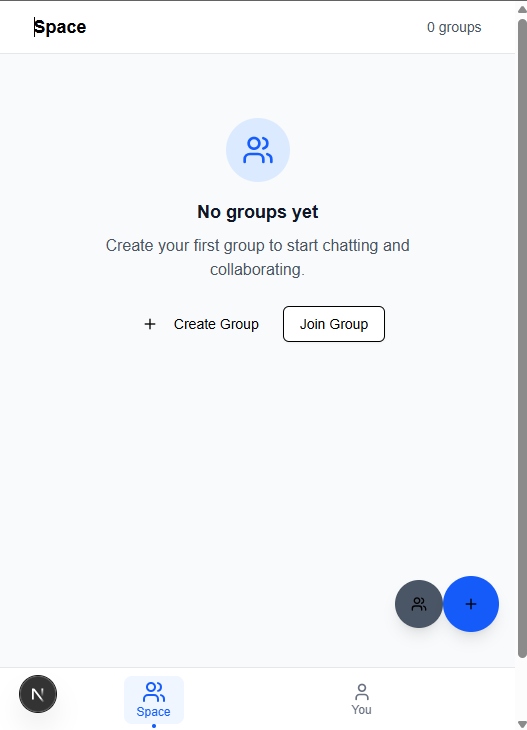 Space
0 groups
No groups yet
Create your first group to start chatting and
collaborating.
+ Create Group
Join Group
+
N
Space
You